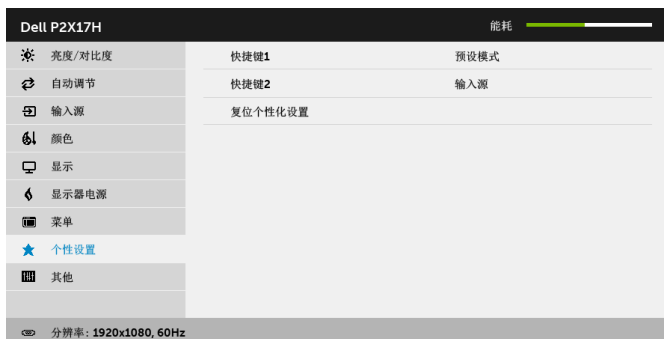 Dell P2X17H 能耗
亮度/对比度 快捷键1 预设模式
自动调节 快捷键2 输入源
输入源 复位个性化设置
颜色
显示
显示器电源
菜单
个性设置
其他
分辨率: 1920x1080, 60Hz